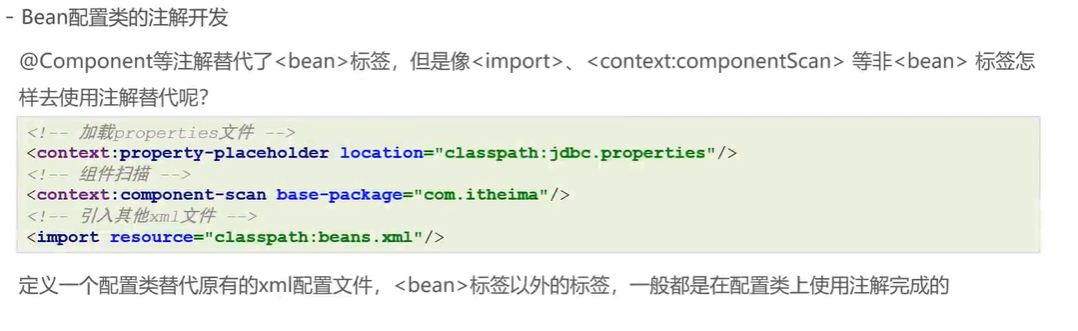 - Bean配置类的注解开发
@Component等注解替代了<bean>标签，但是像<import>、<context:componentScan> 等非<bean> 标签怎
样去使用注解替代呢？
<!-- 加载properties文件 -->
<context:property-placeholder location="classpath:jdbc.properties"/>
<!-- 组件扫描 -->
<context:component-scan base-package="com.itheima"/>
<!-- 引入其他xml文件 -->
<import resource="classpath:beans.xml"/>
定义一个配置类替代原有的xml配置文件，<bean>标签以外的标签，一般都是在配置类上使用注解完成的